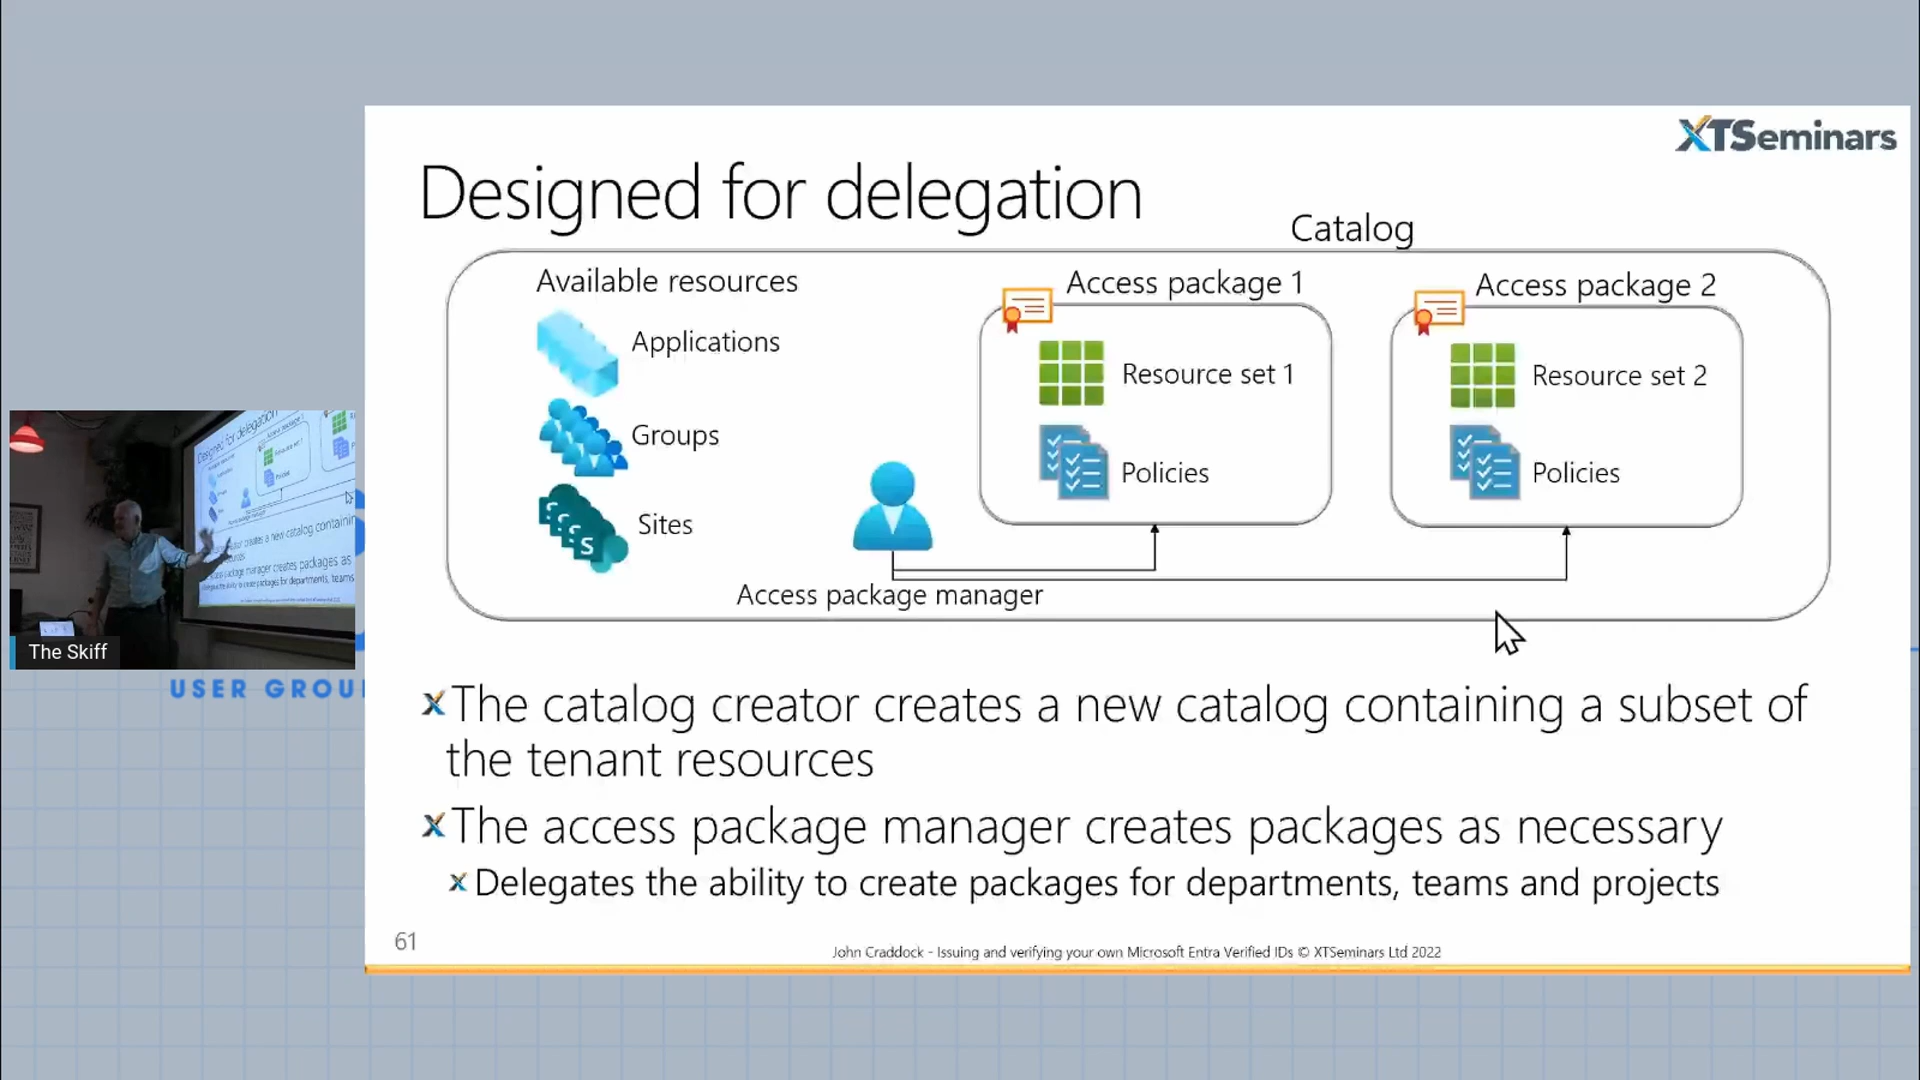 XTSeminars
Designed for delegation
Catalog
Available resources
Applications
Groups
Sites
Access package manager
Access package 1
Resource set 1
Policies
Access package 2
Resource set 2
Policies
The catalog creator creates a new catalog containing a subset of
the tenant resources
The access package manager creates packages as necessary
Delegates the ability to create packages for departments, teams and projects
61
John Craddock - Issuing and verifying your own Microsoft Entra Verified IDs © XTSeminars Ltd 2022
The Skiff
USER GROU
Designed for delegation